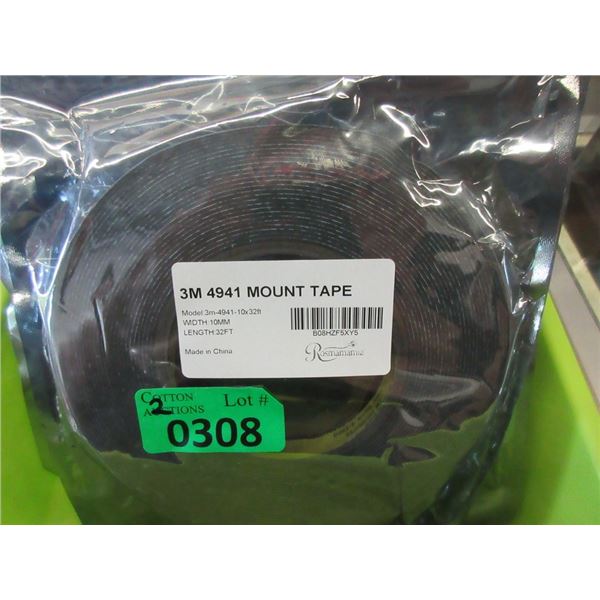 3M 4941 MOUNT TAPE
Model:3m-4941-10x32ft
WIDTH:10MM
LENGTH:32FT
B08HZF5XY5
Made in China
Rosmamama
COTTON
AUCTIONS
Lot #
2
0308